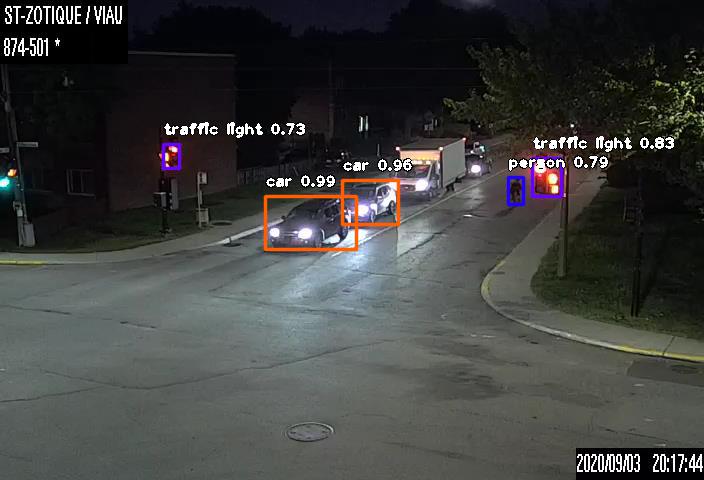 ST-ZOTIQUE / VIAU
874-501 *
traffic light 0.73
traffic light 0.83
car 0.96
person 0.79
car 0.99
2020/09/03 20:17:44